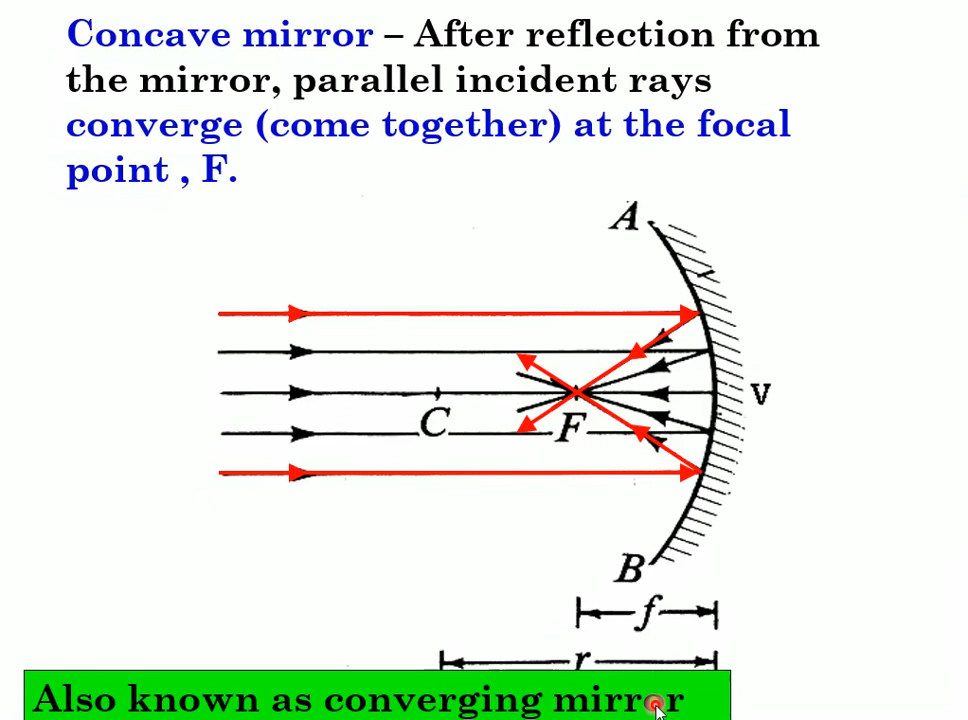 Concave mirror – After reflection from
the mirror, parallel incident rays
converge (come together) at the focal
point , F.
A
V
C
F
B
f
r
Also known as converging mirror